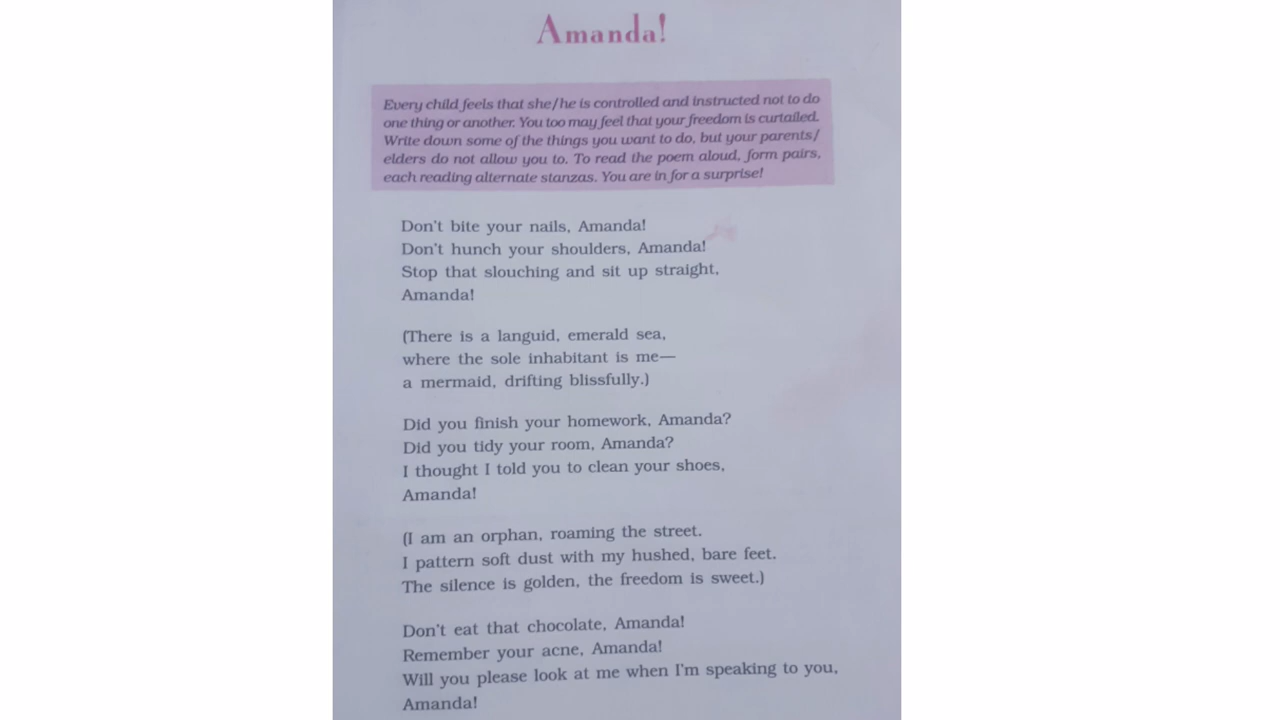 Amanda!
Every child feels that she/he is controlled and instructed not to do
one thing or another. You too may feel that your freedom is curtailed.
Write down some of the things you want to do, but your parents/
elders do not allow you to. To read the poem aloud, form pairs,
each reading alternate stanzas. You are in for a surprise!
Don't bite your nails, Amanda!
Don't hunch your shoulders, Amanda!
Stop that slouching and sit up straight,
Amanda!
(There is a languid, emerald sea,
where the sole inhabitant is me—
a mermaid, drifting blissfully.)
Did you finish your homework, Amanda?
Did you tidy your room, Amanda?
I thought I told you to clean your shoes,
Amanda!
(I am an orphan, roaming the street.
I pattern soft dust with my hushed, bare feet.
The silence is golden, the freedom is sweet.)
Don't eat that chocolate, Amanda!
Remember your acne, Amanda!
Will you please look at me when I'm speaking to you,
Amanda!